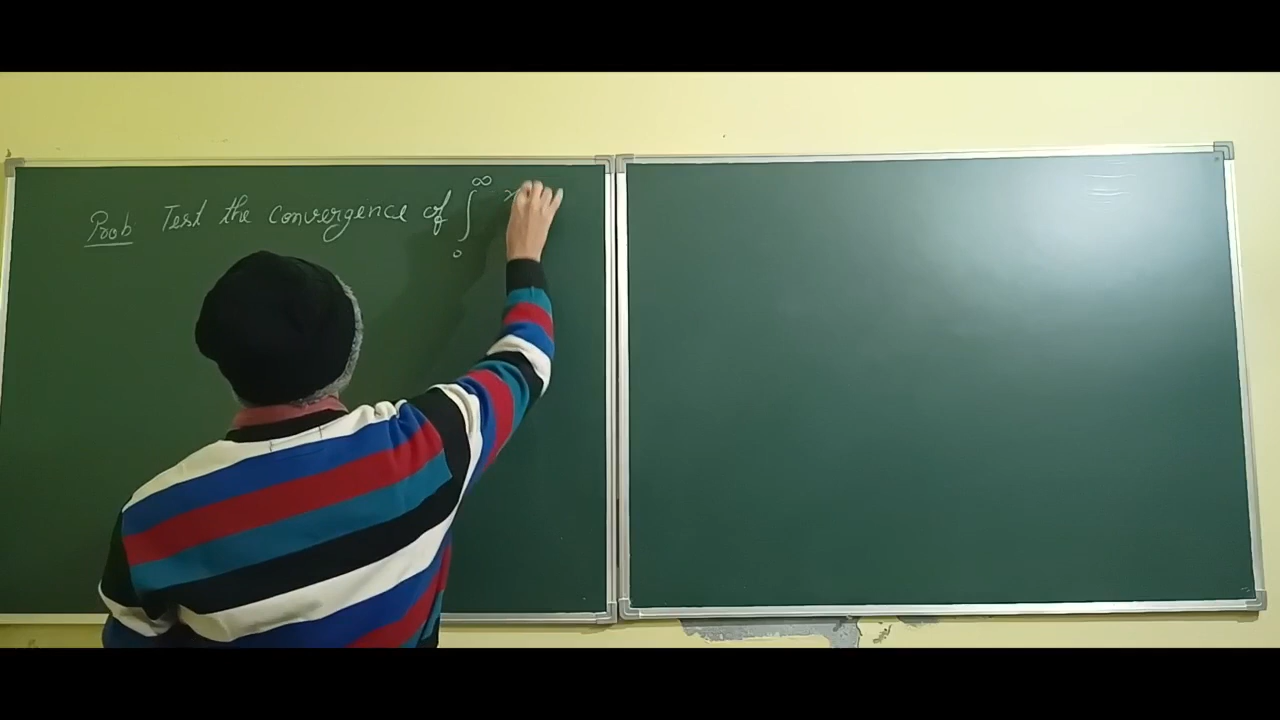 Prob Test the convergence of ∫₀^∞ x